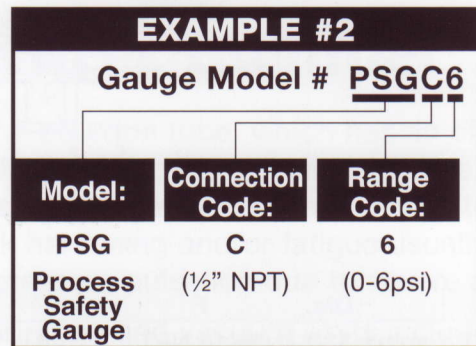 EXAMPLE #2
Gauge Model # PSGC6
Model:
Connection
Code:
Range
Code:
PSG
C
6
Process
Safety
Gauge
(½” NPT)
(0-6psi)